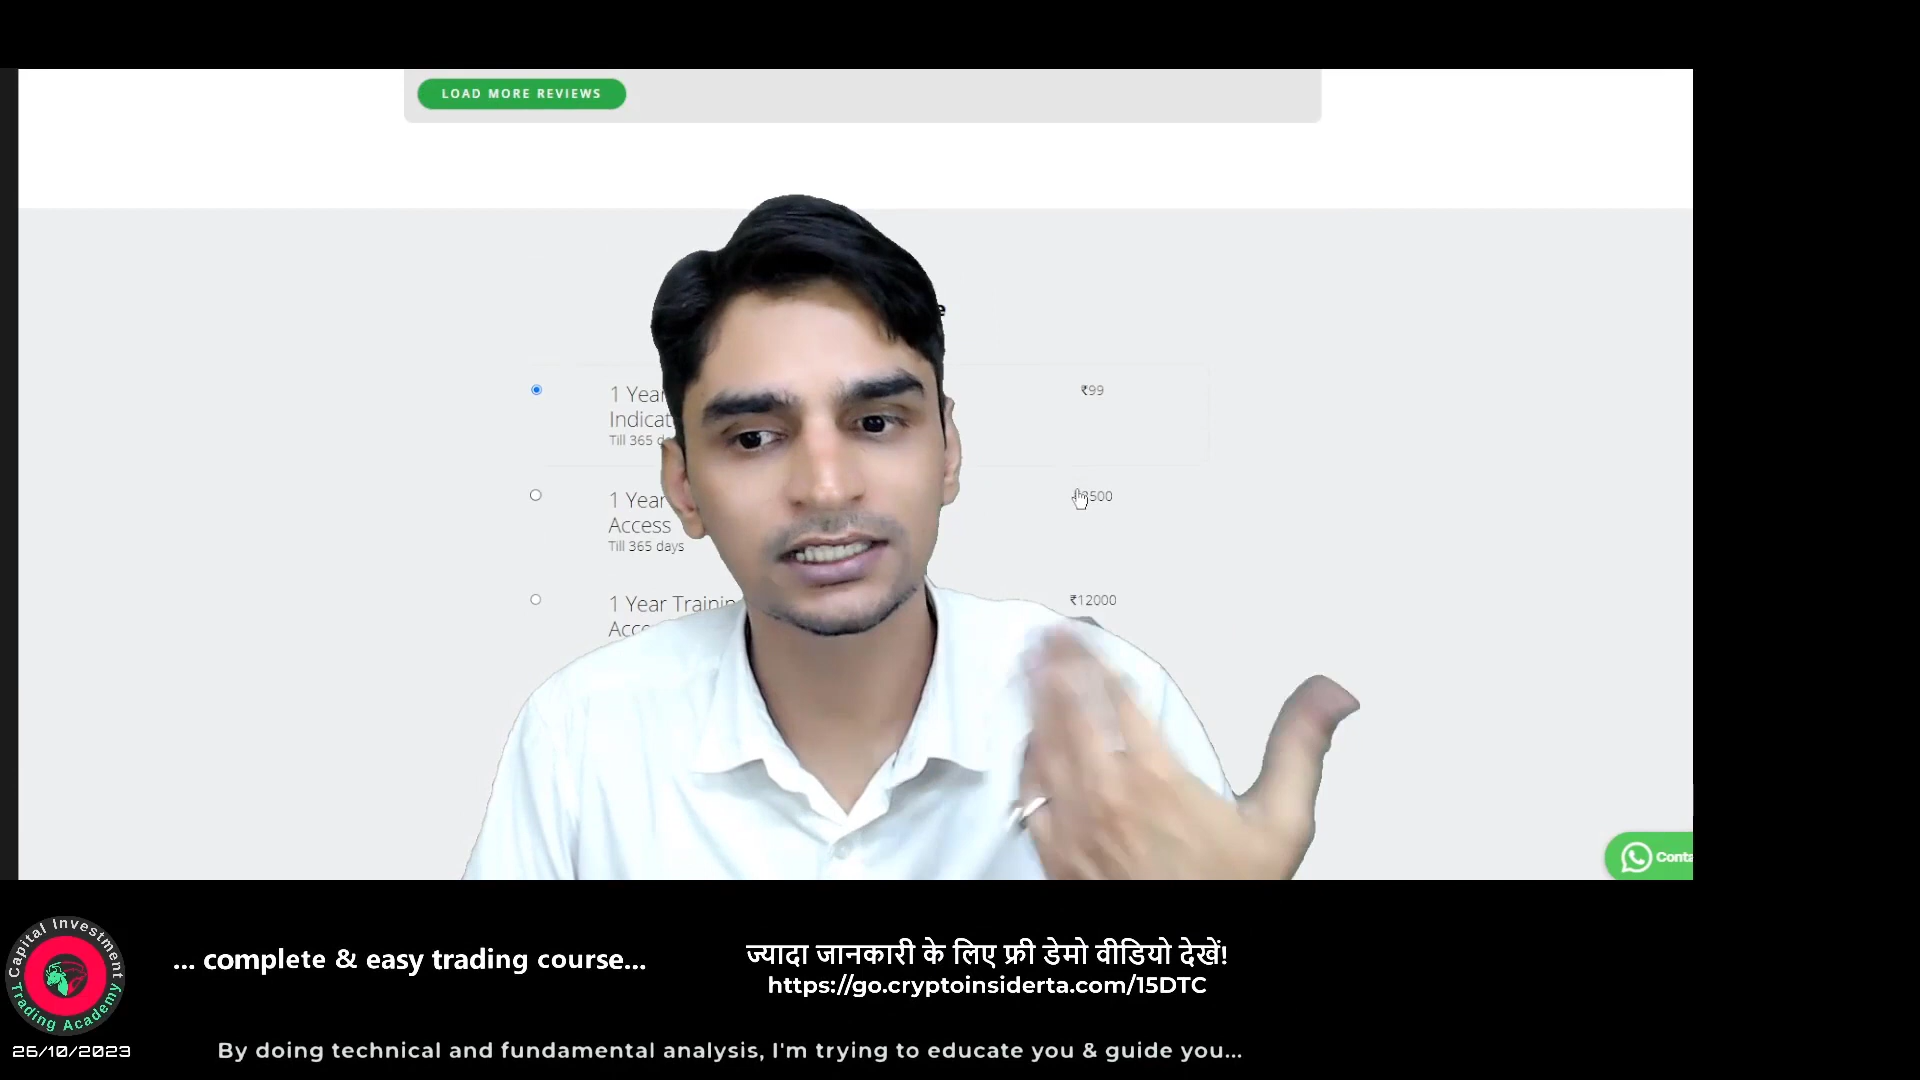 LOAD MORE REVIEWS
1 Year
₹99
Till 365
1 Year
Access
Till 365 days
1 Year
₹12000
Capital Investment
Trading Academy
26/10/2023
... complete & easy trading course...
ज्यादा जानकारी के लिए फ्री डेमो वीडियो देखें!
https://go.cryptoinsiderta.com/15DTC
By doing technical and fundamental analysis, I'm trying to educate you & guide you...